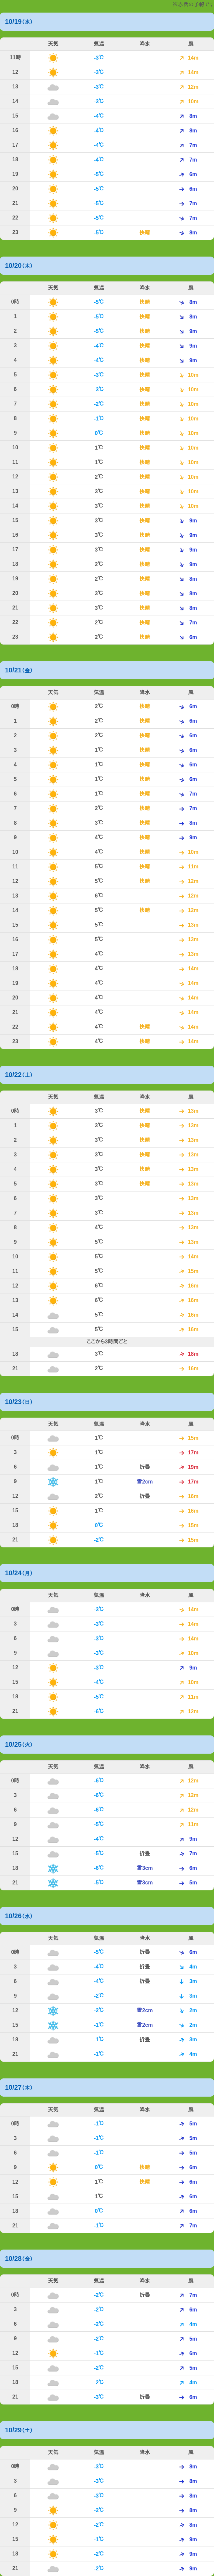 10/19(水)
天気 気温 降水 風
11時 -3℃ 14m
12 -3℃ 14m
13 -3℃ 12m
14 -3℃ 10m
15 -4℃ 8m
16 -4℃ 8m
17 -4℃ 7m
18 -4℃ 7m
19 -5℃ 6m
20 -5℃ 6m
21 -5℃ 7m
22 -5℃ 7m
23 -5℃ 快晴 8m
10/20(木)
天気 気温 降水 風
0時 -5℃ 快晴 8m
1 -5℃ 快晴 8m
2 -5℃ 快晴 9m
3 -4℃ 快晴 9m
4 -4℃ 快晴 9m
5 -3℃ 快晴 10m
6 -3℃ 快晴 10m
7 -2℃ 快晴 10m
8 -1℃ 快晴 10m
9 0℃ 快晴 10m
10 1℃ 快晴 10m
11 1℃ 快晴 10m
12 2℃ 快晴 10m
13 3℃ 快晴 10m
14 3℃ 快晴 10m
15 3℃ 快晴 9m
16 3℃ 快晴 9m
17 3℃ 快晴 9m
18 2℃ 快晴 9m
19 2℃ 快晴 8m
20 3℃ 快晴 8m
21 3℃ 快晴 8m
22 2℃ 快晴 7m
23 2℃ 快晴 6m
10/21(金)
天気 気温 降水 風
0時 2℃ 快晴 6m
1 2℃ 快晴 6m
2 2℃ 快晴 6m
3 1℃ 快晴 6m
4 1℃ 快晴 6m
5 1℃ 快晴 6m
6 1℃ 快晴 7m
7 2℃ 快晴 7m
8 3℃ 快晴 8m
9 4℃ 快晴 9m
10 4℃ 快晴 10m
11 5℃ 快晴 11m
12 5℃ 快晴 12m
13 6℃ 12m
14 5℃ 快晴 12m
15 5℃ 13m
16 5℃ 13m
17 4℃ 13m
18 4℃ 14m
19 4℃ 14m
20 4℃ 14m
21 4℃ 14m
22 4℃ 快晴 14m
23 4℃ 快晴 14m
10/22(土)
天気 気温 降水 風
0時 3℃ 快晴 13m
1 3℃ 快晴 13m
2 3℃ 快晴 13m
3 3℃ 快晴 13m
4 3℃ 快晴 13m
5 3℃ 快晴 13m
6 3℃ 13m
7 3℃ 13m
8 4℃ 13m
9 5℃ 13m
10 5℃ 14m
11 5℃ 15m
12 6℃ 16m
13 6℃ 16m
14 5℃ 16m
15 5℃ 16m
ここから3時間ごと
18 3℃ 18m
21 2℃ 16m
10/23(日)
天気 気温 降水 風
0時 1℃ 15m
3 1℃ 17m
6 1℃ 折畳 19m
9 1℃ 雪2cm 17m
12 2℃ 折畳 16m
15 1℃ 16m
18 0℃ 15m
21 -2℃ 15m
10/24(月)
天気 気温 降水 風
0時 -3℃ 14m
3 -3℃ 14m
6 -3℃ 14m
9 -3℃ 10m
12 -3℃ 9m
15 -4℃ 10m
18 -5℃ 11m
21 -6℃ 12m
10/25(火)
天気 気温 降水 風
0時 -6℃ 12m
3 -6℃ 12m
6 -6℃ 12m
9 -5℃ 11m
12 -4℃ 9m
15 -5℃ 折畳 7m
18 -6℃ 雪3cm 6m
21 -5℃ 雪3cm 5m
10/26(水)
天気 気温 降水 風
0時 -5℃ 折畳 6m
3 -4℃ 折畳 4m
6 -4℃ 折畳 3m
9 -2℃ 3m
12 -2℃ 雪2cm 2m
15 -1℃ 雪2cm 2m
18 -1℃ 折畳 3m
21 -1℃ 4m
10/27(木)
天気 気温 降水 風
0時 -1℃ 5m
3 -1℃ 5m
6 -1℃ 5m
9 0℃ 快晴 6m
12 1℃ 快晴 6m
15 1℃ 6m
18 0℃ 6m
21 -1℃ 7m
10/28(金)
天気 気温 降水 風
0時 -2℃ 折畳 7m
3 -2℃ 6m
6 -2℃ 4m
9 -2℃ 5m
12 -1℃ 6m
15 -2℃ 5m
18 -2℃ 4m
21 -3℃ 折畳 6m
10/29(土)
天気 気温 降水 風
0時 -3℃ 8m
3 -3℃ 8m
6 -3℃ 8m
9 -2℃ 8m
12 -2℃ 8m
15 -1℃ 9m
18 -2℃ 9m
21 -2℃ 9m